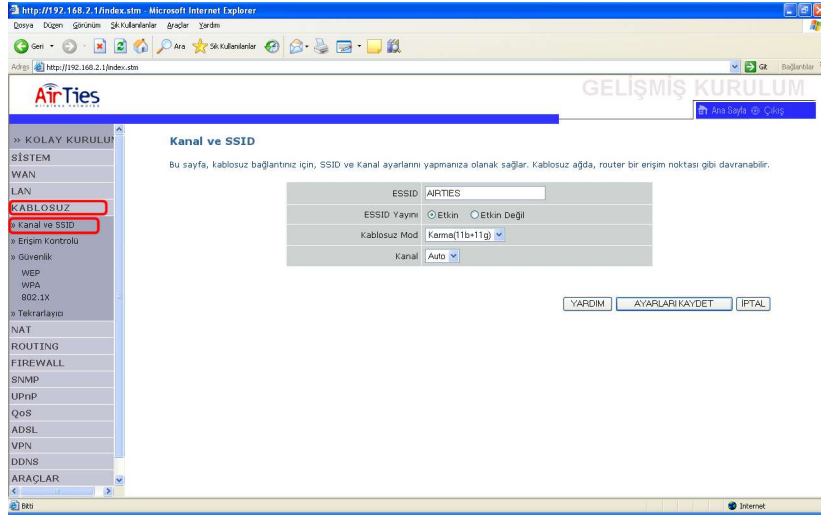 http://192.168.2.1/index.stm - Microsoft Internet Explorer
Dosya Düzen Görünüm Sık Kullanılanlar Araçlar Yardım
Geri Ara Sık Kullanılanlar
Adres http://192.168.2.1/index.stm Git Bağlantılar
AirTies
wireless networks
GELİŞMİŞ KURULUM
Ana Sayfa Çıkış
» KOLAY KURULU
SİSTEM
WAN
LAN
KABLOSUZ
» Kanal ve SSID
» Erişim Kontrolü
» Güvenlik
WEP
WPA
802.1X
» Tekrarlayıcı
NAT
ROUTING
FIREWALL
SNMP
UPnP
QoS
ADSL
VPN
DDNS
ARAÇLAR
Kanal ve SSID
Bu sayfa, kablosuz bağlantınız için, SSID ve Kanal ayarlarını yapmanıza olanak sağlar. Kablosuz ağda, router bir erişim noktası gibi davranabilir.
ESSID AIRTIES
ESSID Yayını Etkin Etkin Değil
Kablosuz Mod Karma(11b+11g)
Kanal Auto
YARDIM AYARLARI KAYDET İPTAL
Bitti Internet